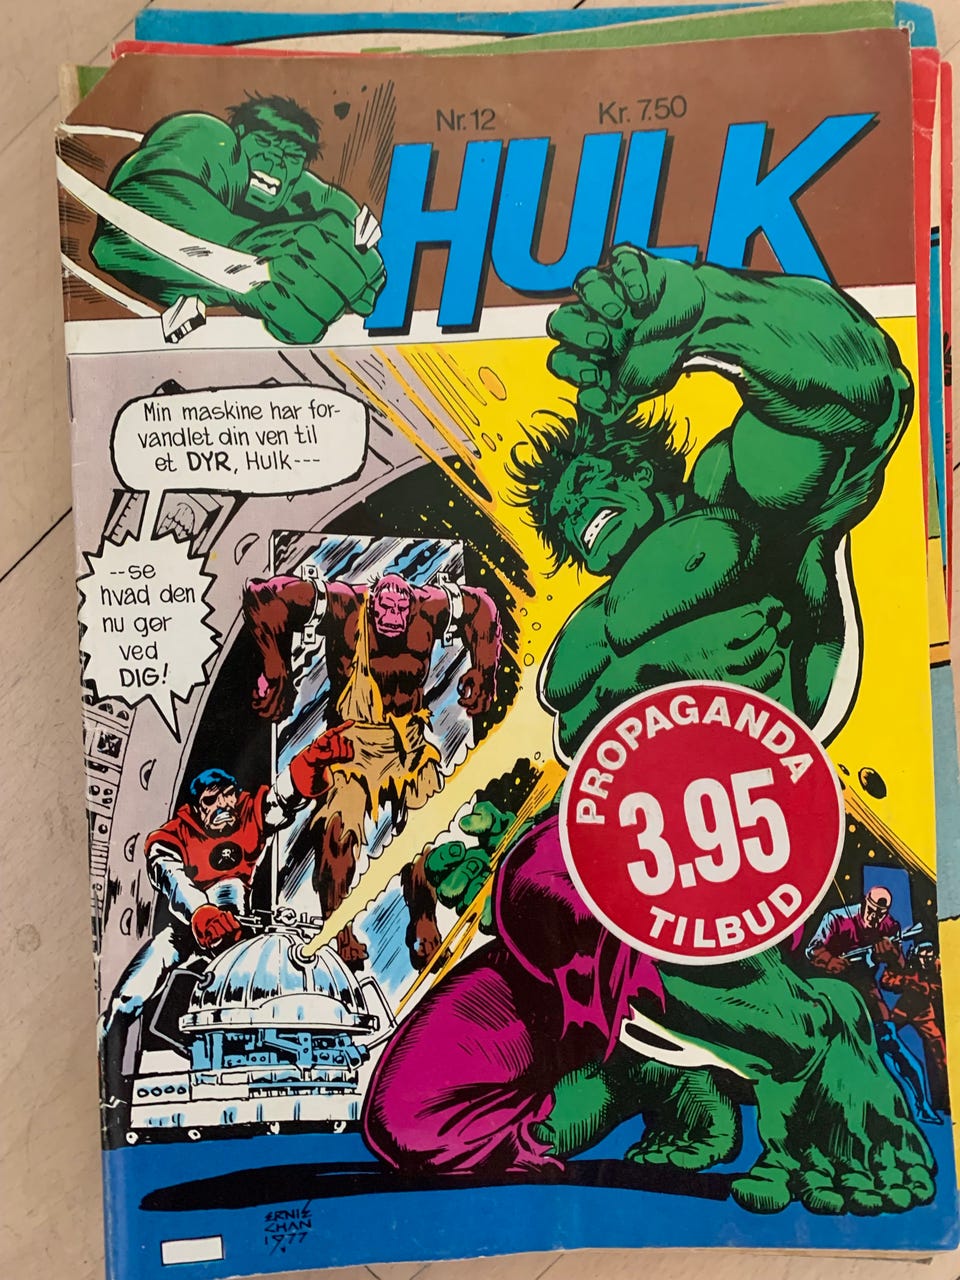 50
Nr. 12 Kr. 7.50
HULK
Min maskine har for-
vandlet din ven til
et DYR, Hulk---
--se
hvad den
nu gør
ved
DIG!
PROPAGANDA
3.95
TILBUD
ERNIE
CHAN
1977